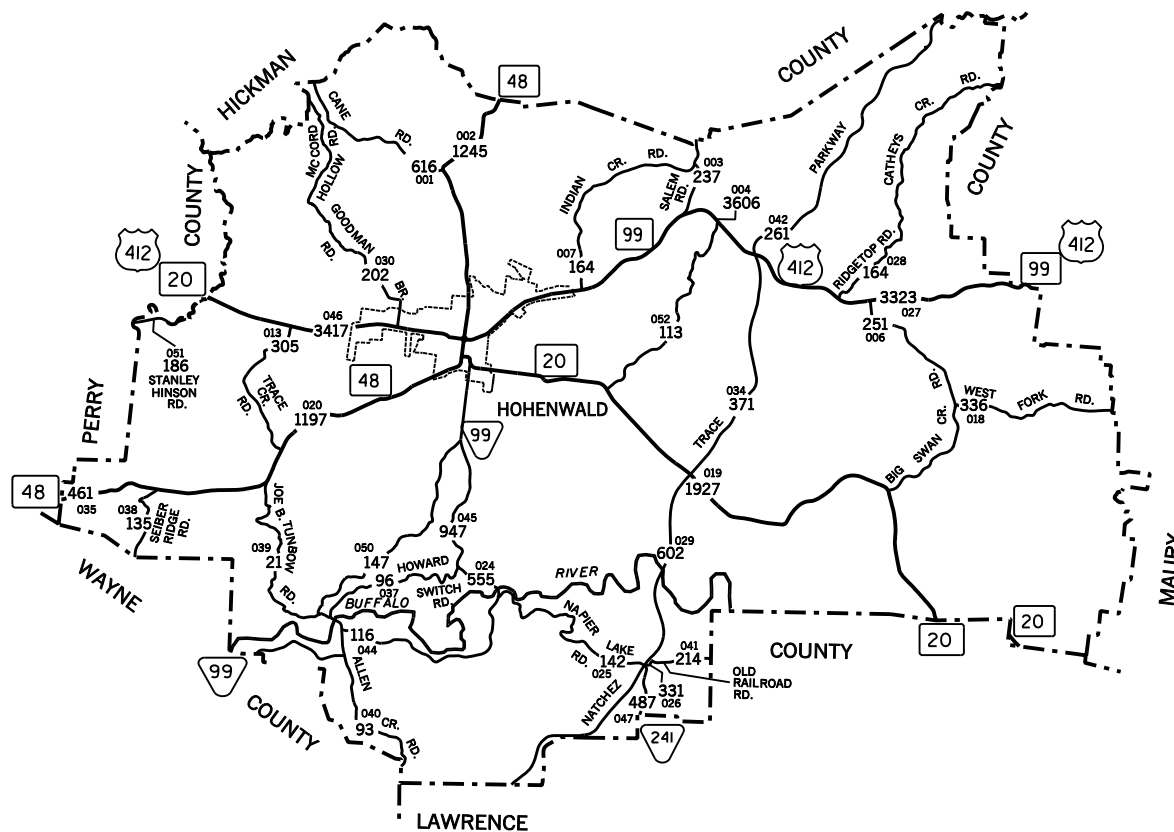 COUNTY
HICKMAN
48
CANE
RD.
002
1245
616
001
MC CORD
HOLLOW
RD
GOODMAN
BR
RD.
030
202
INDIAN
CR.
RD.
003
237
SALEM
RD.
004
3606
PARKWAY
CATHEYS
CR.
RD.
COUNTY
COUNTY
412
20
99
007
164
042
261
412
RIDGETOP RD.
028
164
99
412
3323
027
046
3417
013
305
052
113
251
006
051
186
STANLEY
HINSON
RD.
PERRY
48
20
HOHENWALD
TRACE
CR.
RD.
020
1197
99
034
371
TRACE
RD.
CR.
SWAN
BIG
WEST
FORK
RD.
336
018
48
461
035
038
135
SEIBER
RIDGE
RD.
019
1927
JOE B. TUNBOW
RD.
039
21
045
947
050
147
96
037
HOWARD
SWITCH
RD.
024
555
RIVER
BUFFALO
029
602
WAYNE
MAURY
NAPIER
LAKE
RD.
142
025
116
044
ALLEN
CR.
RD.
040
93
99
COUNTY
041
214
OLD
RAILROAD
RD.
331
026
487
047
NATCHEZ
241
COUNTY
20
20
LAWRENCE